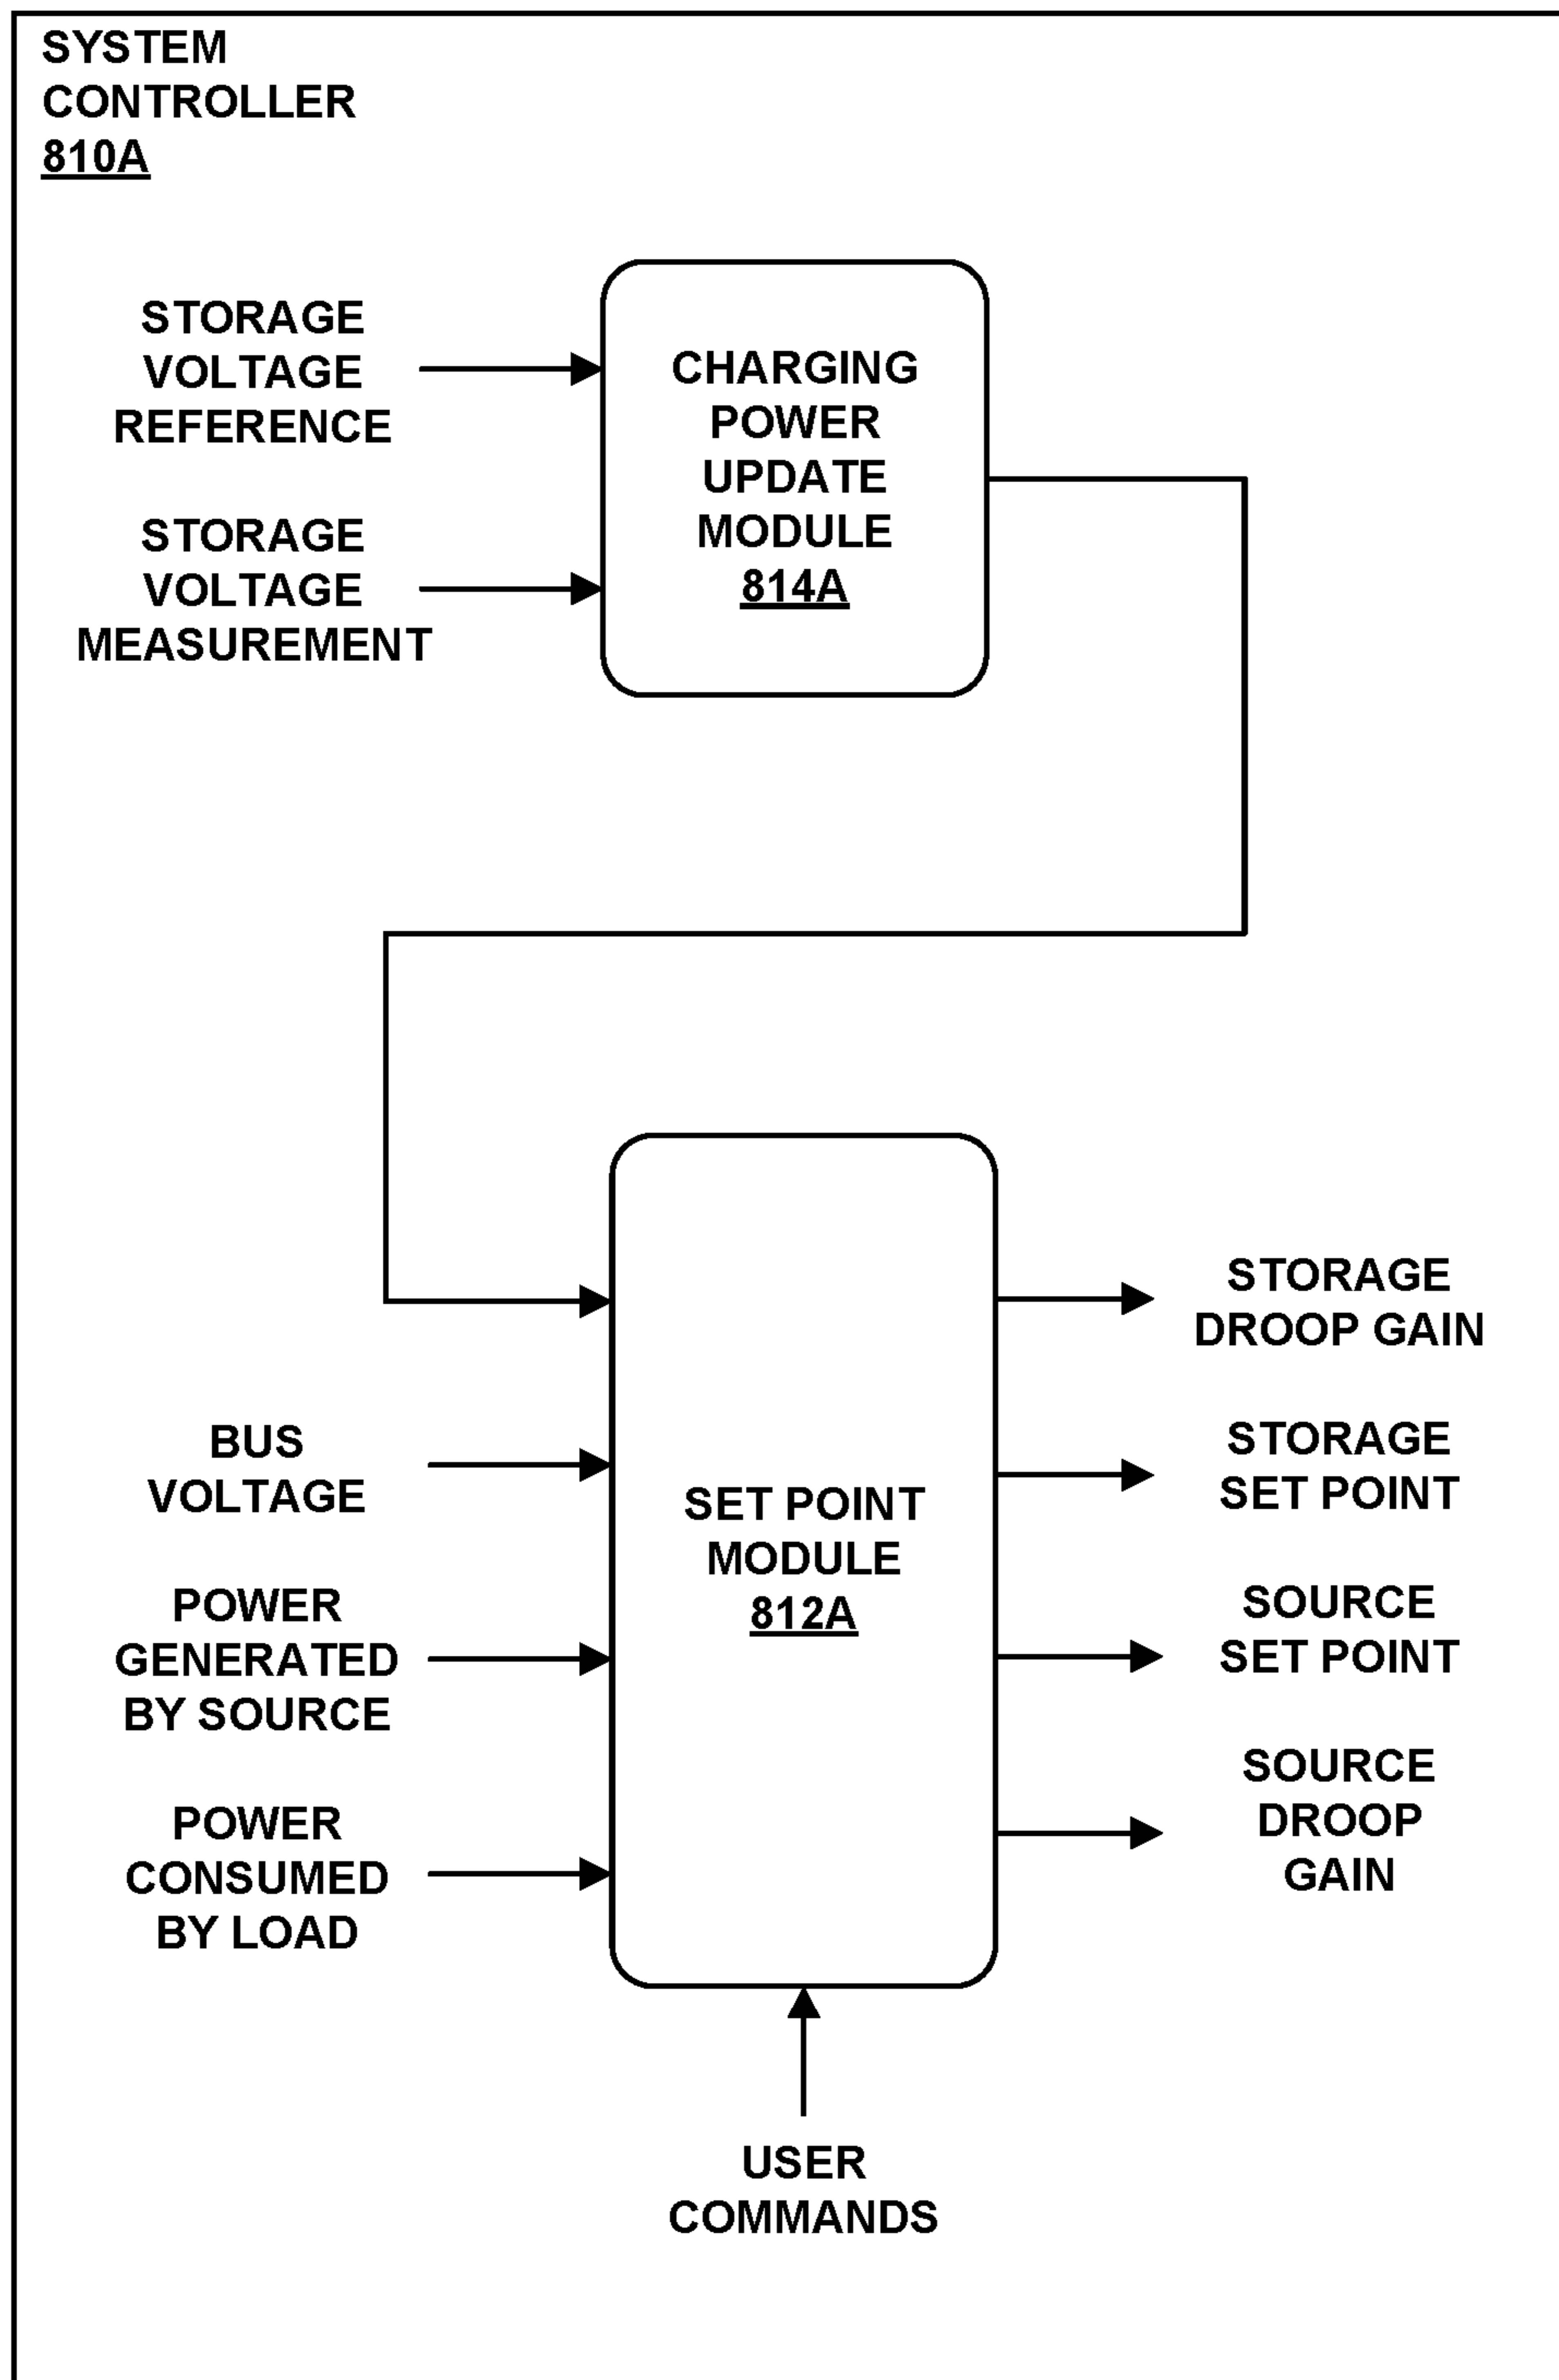 SYSTEM
CONTROLLER
810A
STORAGE
VOLTAGE
REFERENCE
STORAGE
VOLTAGE
MEASUREMENT
CHARGING
POWER
UPDATE
MODULE
814A
BUS
VOLTAGE
POWER
GENERATED
BY SOURCE
POWER
CONSUMED
BY LOAD
SET POINT
MODULE
812A
STORAGE
DROOP GAIN
STORAGE
SET POINT
SOURCE
SET POINT
SOURCE
DROOP
GAIN
USER
COMMANDS